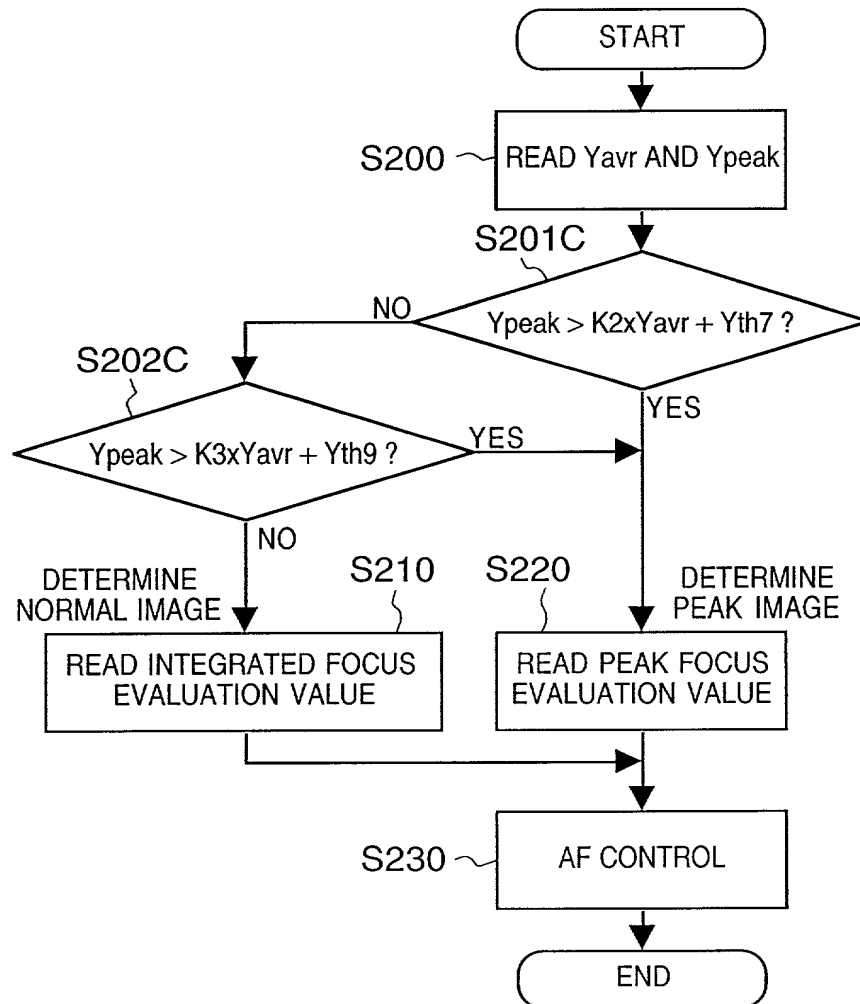 START
S200
READ Yavr AND Ypeak
S201C
NO
Ypeak > K2xYavr + Yth7 ?
S202C
YES
Ypeak > K3xYavr + Yth9 ?
YES
NO
DETERMINE
NORMAL IMAGE
S210
S220
DETERMINE
PEAK IMAGE
READ INTEGRATED FOCUS
EVALUATION VALUE
READ PEAK FOCUS
EVALUATION VALUE
S230
AF CONTROL
END